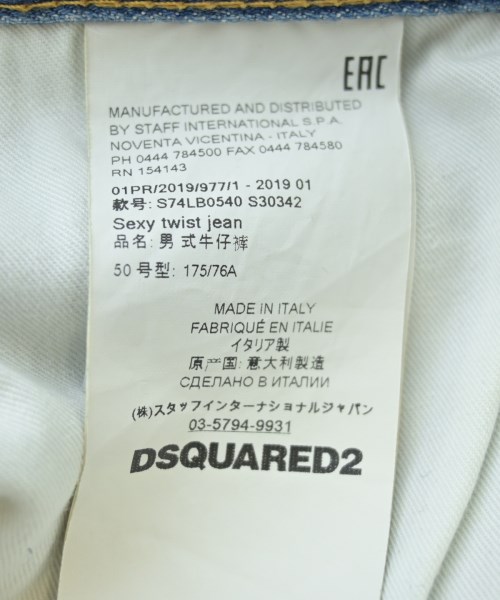 EAC
MANUFACTURED AND DISTRIBUTED
BY STAFF INTERNATIONAL S.P.A.
NOVENTA VICENTINA - ITALY
PH 0444 784500 FAX 0444 784580
RN 154143
01PR/2019/977/1 - 2019 01
款号: S74LB0540 S30342
Sexy twist jean
品名: 男 式牛仔裤
50 号型: 175/76A
MADE IN ITALY
FABRIQUÉ EN ITALIE
イタリア製
原产国: 意大利製造
СДЕЛАНО В ИТАЛИИ
(株)スタッフインターナショナルジャパン
03-5794-9931
DSQUARED2